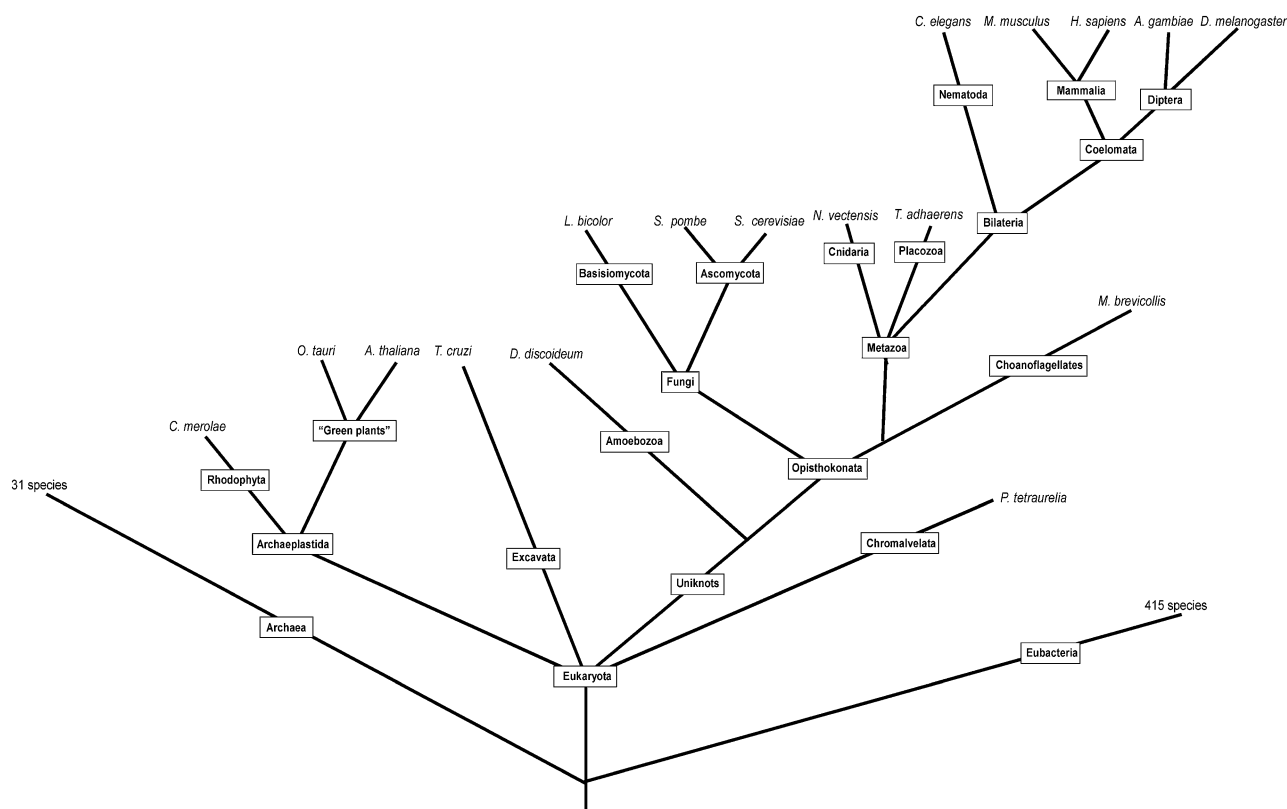 C. elegans M. musculus H. sapiens A. gambiae D. melanogaster
Nematoda Mammalia Diptera
Coelomata
L. bicolor S. pombe S. cerevisiae N. vectensis T. adhaerens Bilateria
Basisiomycota Ascomycota Cnidaria Placozoa
M. brevicollis
O. tauri A. thaliana T. cruzi D. discoideum Metazoa
Fungi Choanoflagellates
C. merolae "Green plants" Amoebozoa
31 species Rhodophyta Opisthokonata
P. tetraurelia
Archaeplastida Excavata Chromalvelata
Uniknots
415 species
Archaea Eubacteria
Eukaryota